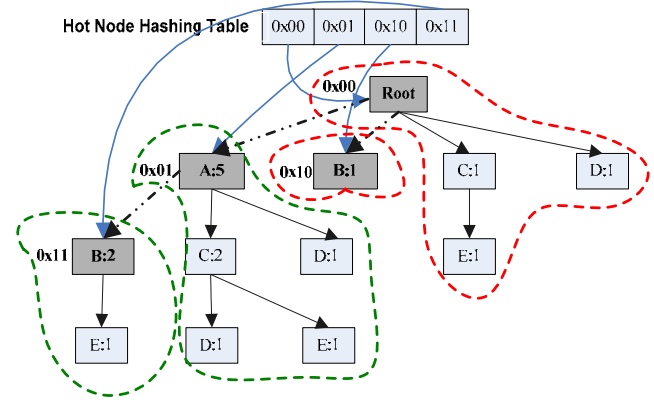 Hot Node Hashing Table 0x00 0x01 0x10 0x11
0x00 Root
0x01 A:5 0x10 B:1 C:1 D:1
0x11 B:2 C:2 D:1 E:1
E:1 D:1 E:1